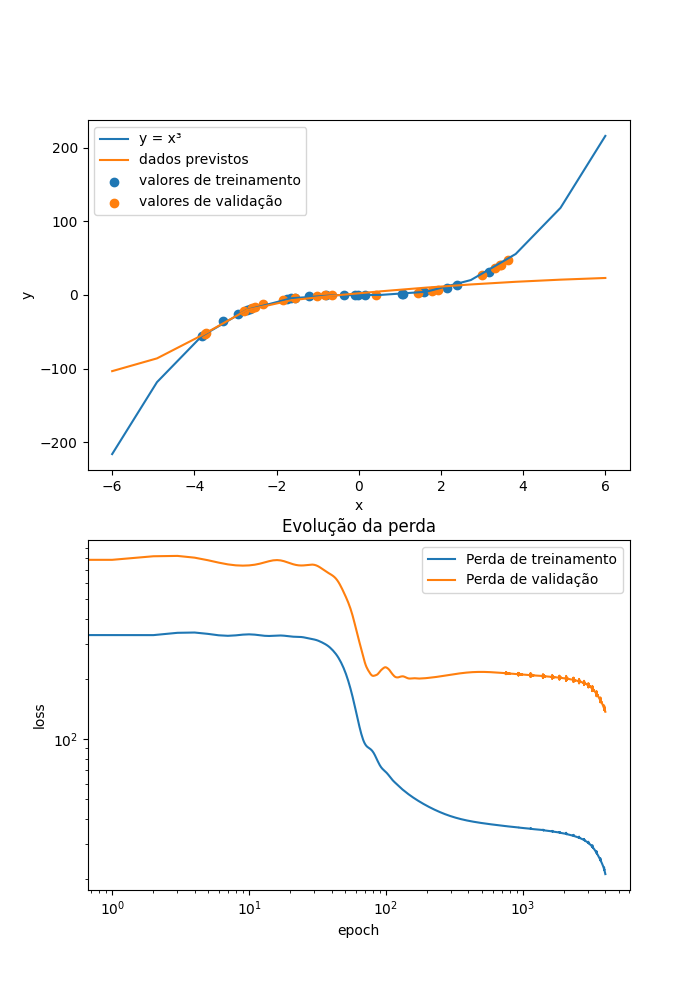 y = x³
dados previstos
valores de treinamento
valores de validação
200
100
0
−100
−200
y
−6 −4 −2 0 2 4 6
x
Evolução da perda
Perda de treinamento
Perda de validação
10²
loss
10⁰ 10¹ 10² 10³
epoch